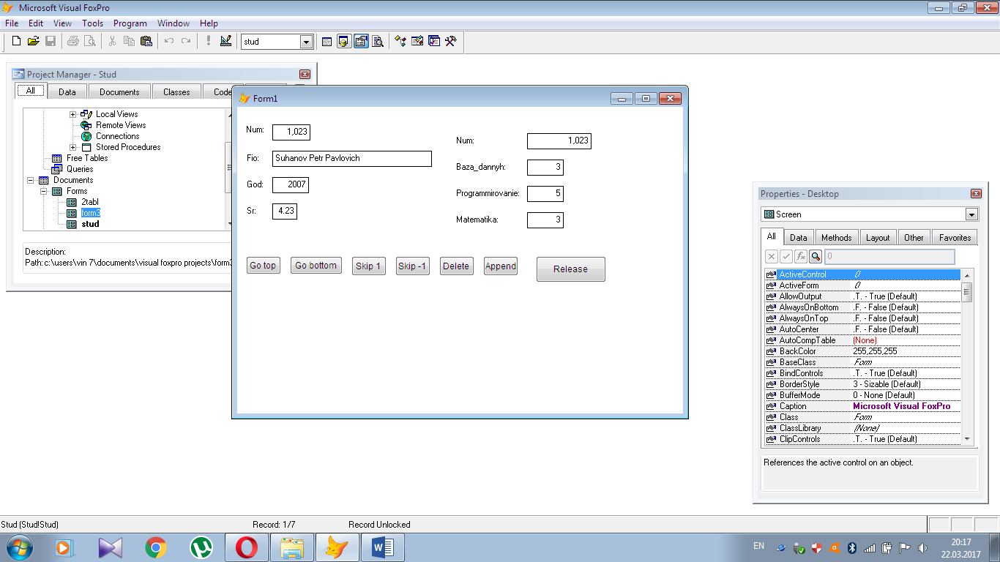 Microsoft Visual FoxPro
File Edit View Tools Program Window Help
stud
Project Manager - Stud
All Data Documents Classes
Local Views
Remote Views
Connections
Stored Procedures
Free Tables
Queries
Documents
Forms
2tabl
form3
stud
Description:
Path: c:\users\vin 7\documents\visual foxpro projects\form3
Form1
Num: 1,023
Fio: Suhanov Petr Pavlovich
God: 2007
Sr: 4.23
Num: 1,023
Baza_dannyh: 3
Programmirovanie: 5
Matematika: 3
Go top Go bottom Skip 1 Skip -1 Delete Append Release
Properties - Desktop
Screen
All Data Methods Layout Other Favorites
0
ActiveControl 0
ActiveForm 0
AllowOutput .T. - True (Default)
AlwaysOnBottom .F. - False (Default)
AlwaysOnTop .F. - False (Default)
AutoCenter .F. - False (Default)
AutoCompTable (None)
BackColor 255,255,255
BaseClass Form
BindControls .T. - True (Default)
BorderStyle 3 - Sizable (Default)
BufferMode 0 - None (Default)
Caption Microsoft Visual FoxPro
Class Form
ClassLibrary (None)
ClipControls .T. - True (Default)
References the active control on an object.
Stud (Stud!Stud) Record: 1/7 Record Unlocked
EN
20:17
22.03.2017